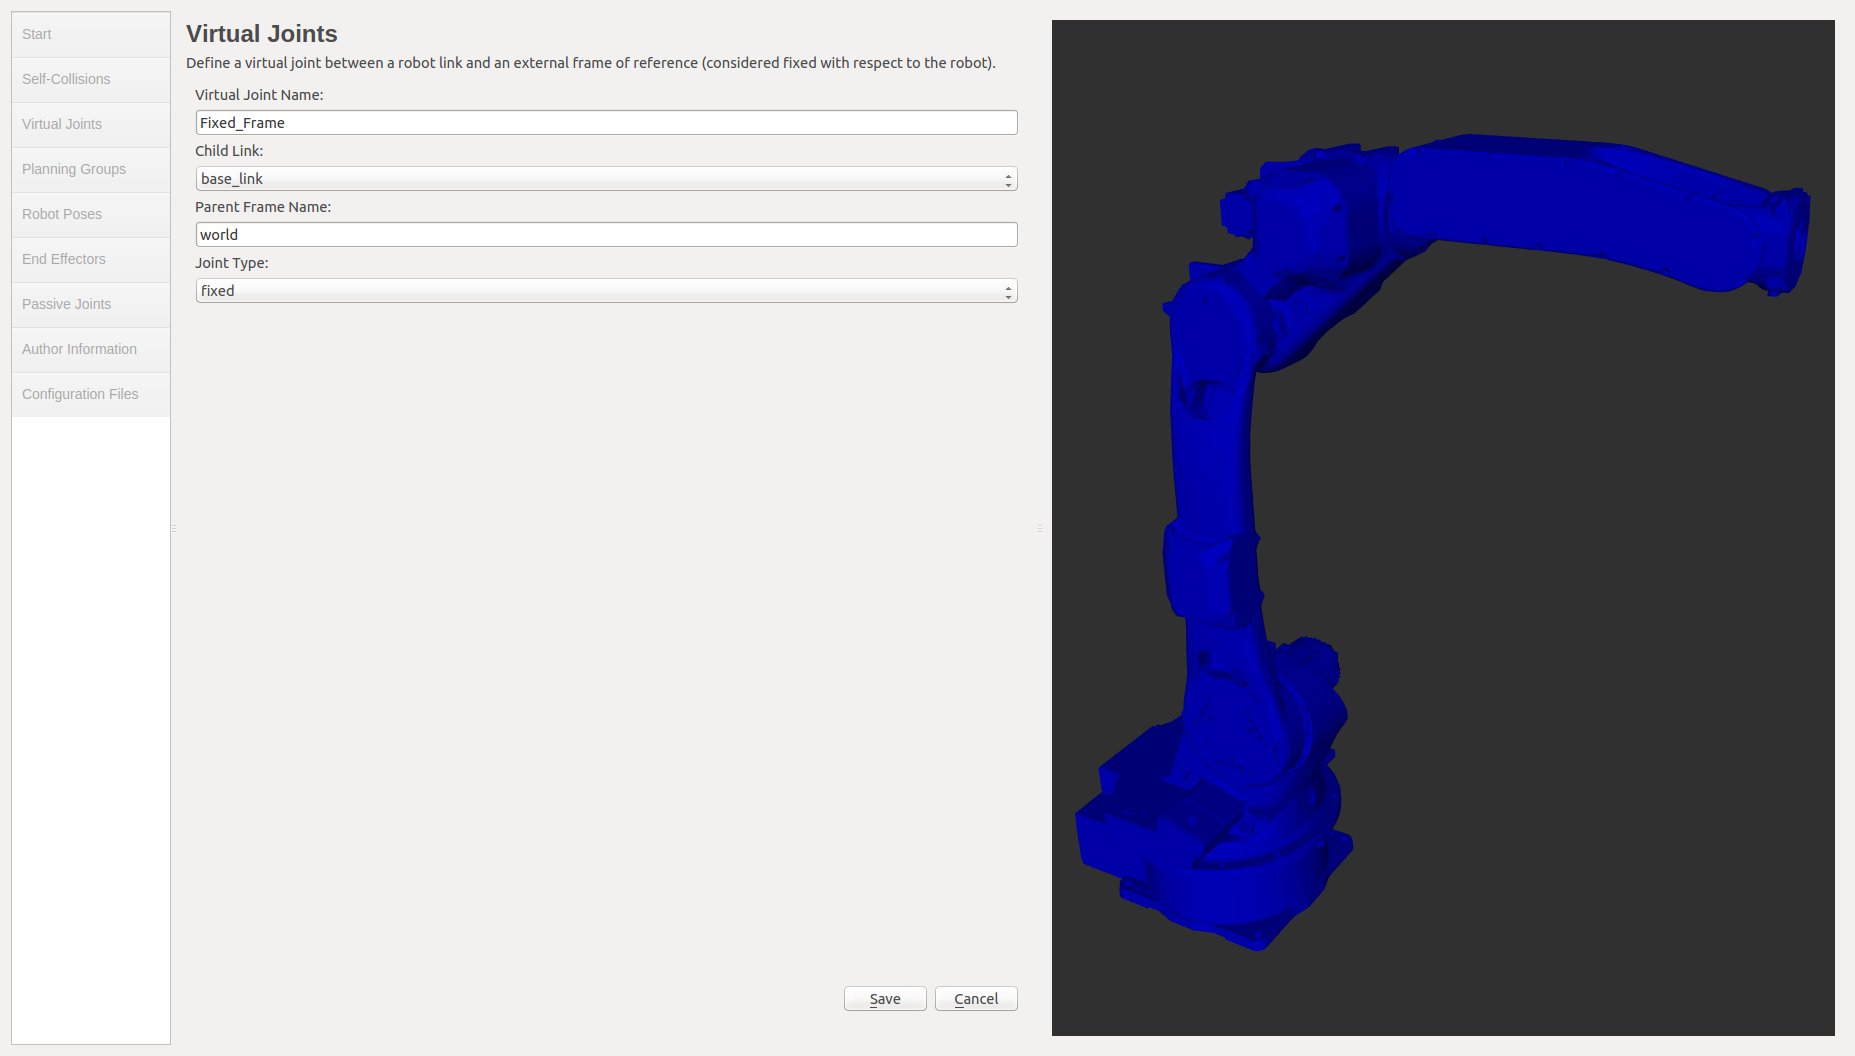 Start
Self-Collisions
Virtual Joints
Planning Groups
Robot Poses
End Effectors
Passive Joints
Author Information
Configuration Files
Virtual Joints
Define a virtual joint between a robot link and an external frame of reference (considered fixed with respect to the robot).
Virtual Joint Name:
Fixed_Frame
Child Link:
base_link
Parent Frame Name:
world
Joint Type:
fixed
Save
Cancel